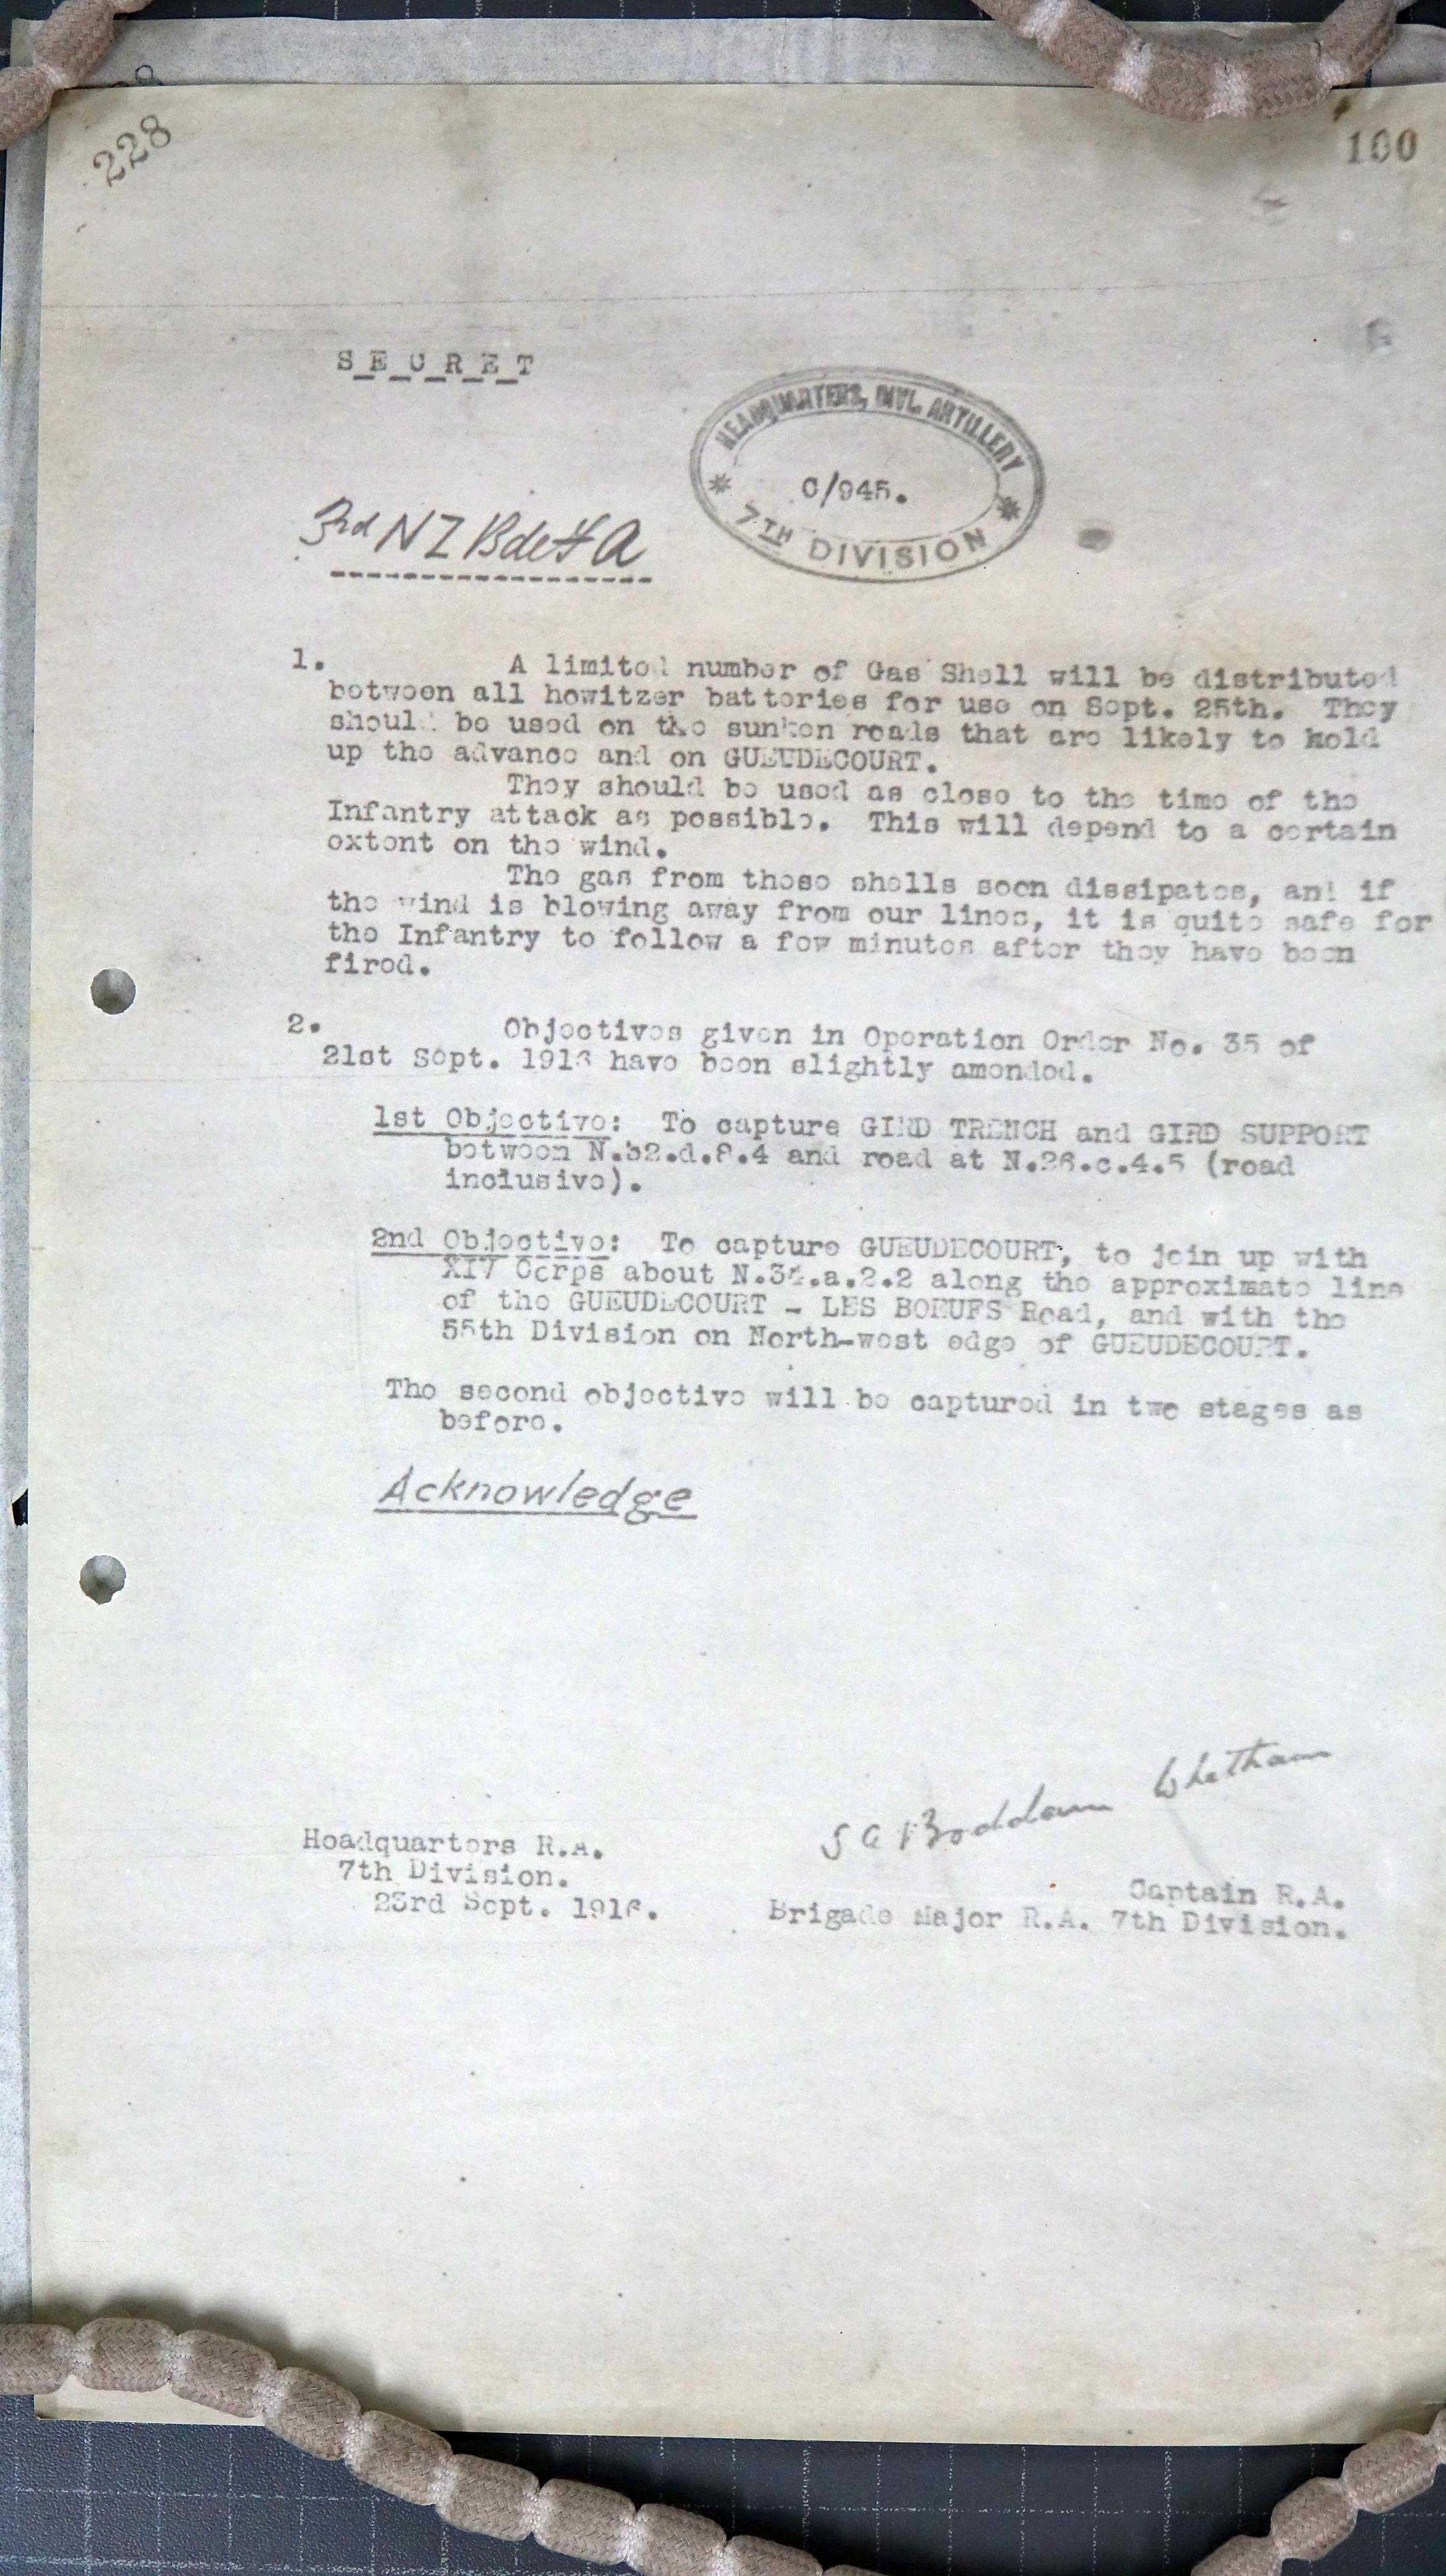 228
100
SECRET
HEADQUARTERS, DIVL. ARTILLERY
C/945.
7TH DIVISION
3rd NZ Bde FA
1. A limited number of Gas Shell will be distributed
between all howitzer batteries for use on Sept. 25th. They
should be used on the sunken roads that are likely to hold
up the advance and on GUEUDECOURT.
They should be used as close to the time of the
Infantry attack as possible. This will depend to a certain
extent on the wind.
The gas from these shells soon dissipates, and if
the wind is blowing away from our lines, it is quite safe for
the Infantry to follow a few minutes after they have been
fired.
2. Objectives given in Operation Order No. 35 of
21st Sept. 1916 have been slightly amended.
1st Objective: To capture GIRD TRENCH and GIRD SUPPORT
between N.32.d.8.4 and road at N.26.c.4.5 (road
inclusive).
2nd Objective: To capture GUEUDECOURT, to join up with
XIV Corps about a.2.2 along the approximate line
of the GUEUDECOURT - LES BOEUFS Road, and with the
55th Division on North-west edge of GUEUDECOURT.
The second objective will be captured in two stages as
before.
Acknowledge
S G Boddam Whetham
Headquarters R.A.
7th Division.
23rd Sept. 1916.
Captain R.A.
Brigade Major R.A. 7th Division.